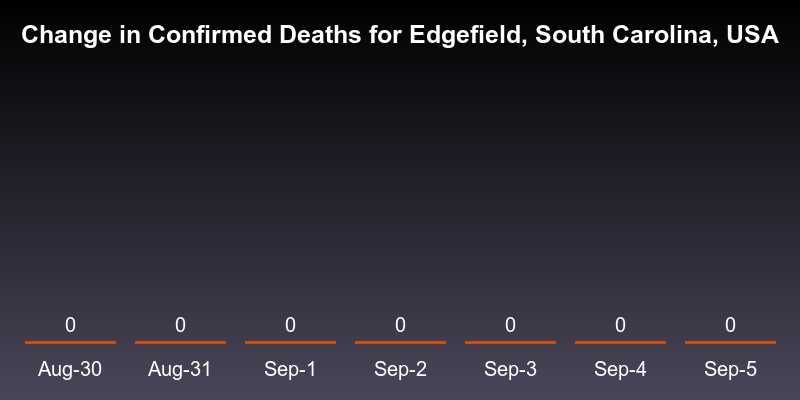 Change in Confirmed Deaths for Edgefield, South Carolina, USA
0 0 0 0 0 0 0
Aug-30 Aug-31 Sep-1 Sep-2 Sep-3 Sep-4 Sep-5